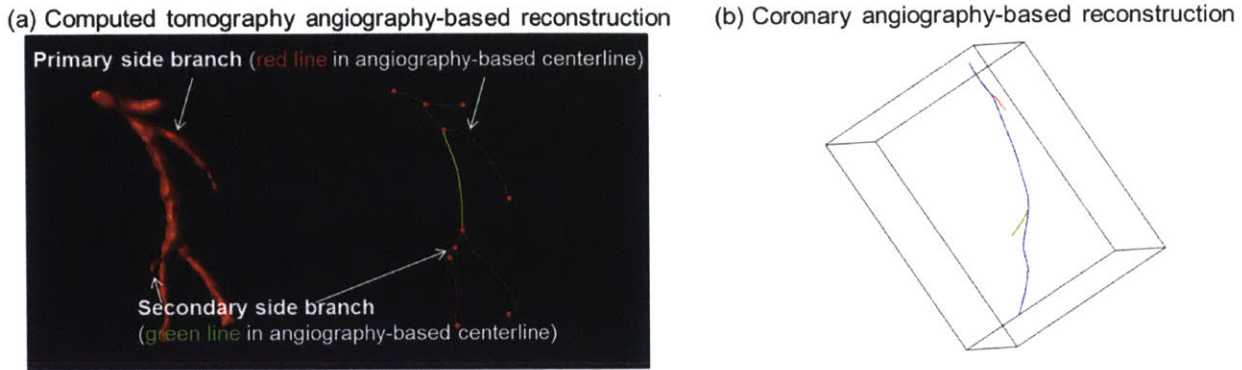 (a) Computed tomography angiography-based reconstruction
(b) Coronary angiography-based reconstruction
Primary side branch (red line in angiography-based centerline)
Secondary side branch
(green line in angiography-based centerline)